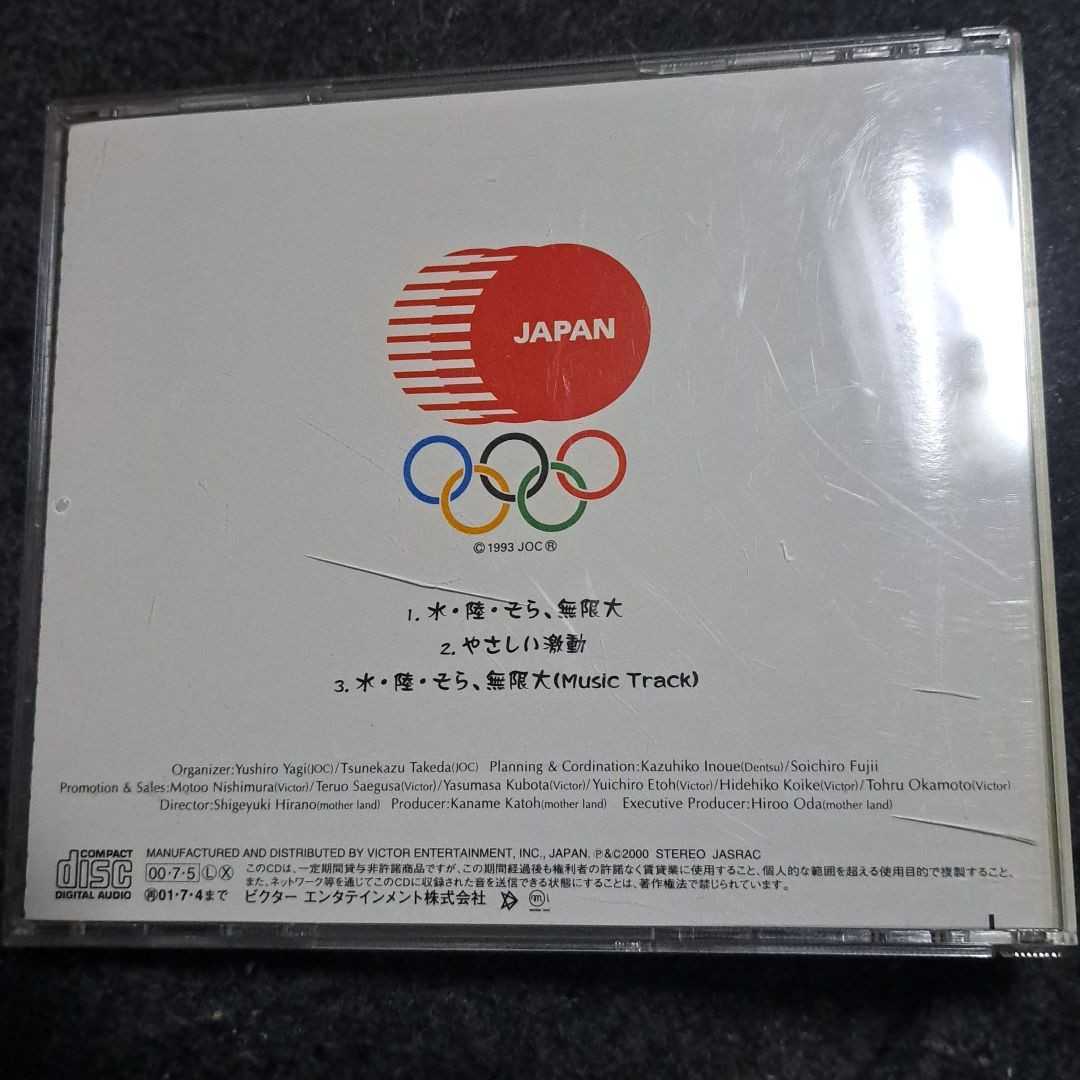 JAPAN
© 1993 JOC ®
1. 水・陸・そら、無限大
2. やさしい激動
3. 水・陸・そら、無限大(Music Track)
Organizer:Yushiro Yagi(JOC)/Tsunekazu Takeda(JOC) Planning & Cordination:Kazuhiko Inoue(Dentsu)/Soichiro Fujii
Promotion & Sales:Motoo Nishimura(Victor)/Teruo Saegusa(Victor)/Yasumasa Kubota(Victor)/Yuichiro Etoh(Victor)/Hidehiko Koike(Victor)/Tohru Okamoto(Victor)
Director:Shigeyuki Hirano(mother land) Producer:Kaname Katoh(mother land) Executive Producer:Hiroo Oda(mother land)
COMPACT disc DIGITAL AUDIO
MANUFACTURED AND DISTRIBUTED BY VICTOR ENTERTAINMENT, INC., JAPAN. ℗&©2000 STEREO JASRAC
00・7・5 Ⓛ Ⓧ このCDは、一定期間貸与非許諾商品ですが、この期間経過後も権利者の許諾なく賃貸業に使用すること、個人的な範囲を超える使用目的で複製すること、
また、ネットワーク等を通じてこのCDに収録された音を送信できる状態にすることは、著作権法で禁じられています。
01・7・4まで ビクター エンタテインメント株式会社